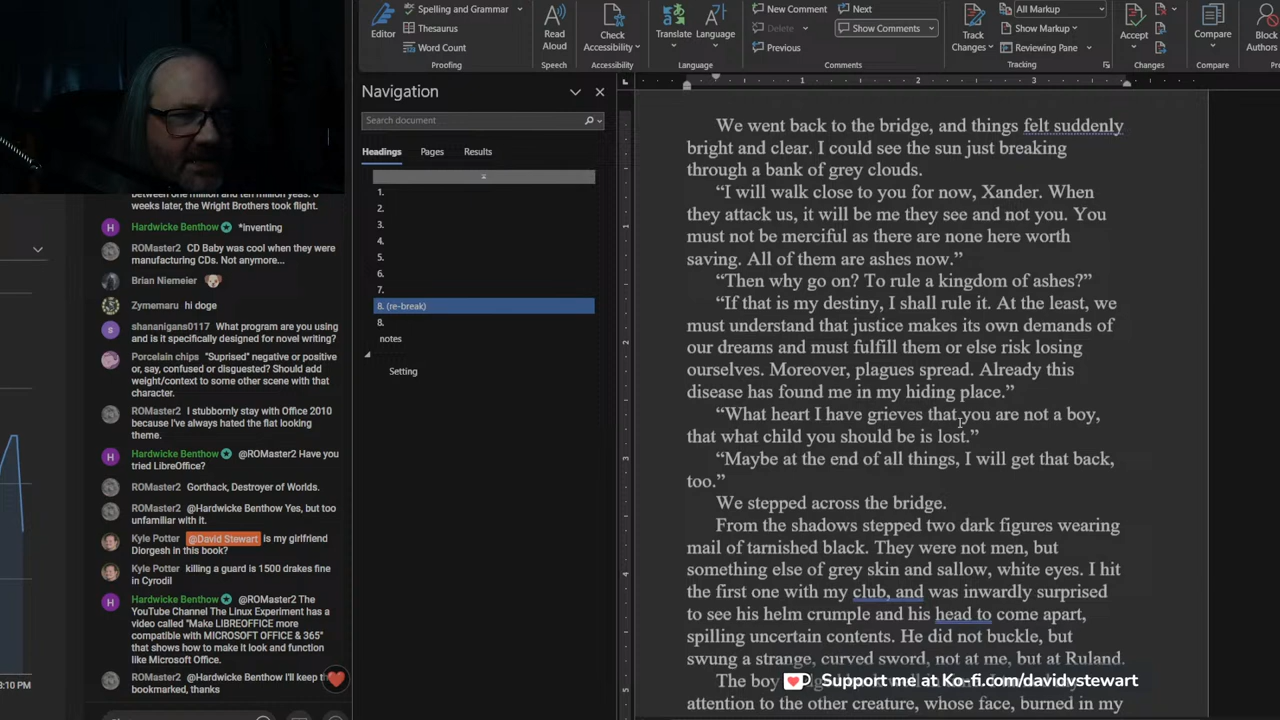 Editor
Spelling and Grammar
Thesaurus
Word Count
Proofing
Read
Aloud
Speech
Check
Accessibility
Accessibility
Translate
Language
Language
New Comment
Next
Delete
Show Comments
Previous
Comments
Track
Changes
All Markup
Show Markup
Reviewing Pane
Tracking
Accept
Changes
Compare
Compare
Block
Authors
Navigation
Search document
Headings
Pages
Results
1.
2.
3.
4.
5.
6.
7.
8. (re-break)
8.
notes
Setting
between one million and ten million years. 8
weeks later, the Wright Brothers took flight.
Hardwicke Benthow *Inventing
ROMaster2 CD Baby was cool when they were
manufacturing CDs. Not anymore...
Brian Niemeier
Zymemaru hi doge
shananigans0117 What program are you using
and is it specifically designed for novel writing?
Porcelain chips "Suprised" negative or positive
or, say, confused or disguested? Should add
weight/context to some other scene with that
character.
ROMaster2 I stubbornly stay with Office 2010
because I've always hated the flat looking
theme.
Hardwicke Benthow @ROMaster2 Have you
tried LibreOffice?
ROMaster2 Gorthack, Destroyer of Worlds.
ROMaster2 @Hardwicke Benthow Yes, but too
unfamiliar with it.
Kyle Potter @David Stewart is my girlfriend
Diorgesh in this book?
Kyle Potter killing a guard is 1500 drakes fine
in Cyrodil
Hardwicke Benthow @ROMaster2 The
YouTube Channel The Linux Experiment has a
video called "Make LIBREOFFICE more
compatible with MICROSOFT OFFICE & 365"
that shows how to make it look and function
like Microsoft Office.
ROMaster2 @Hardwicke Benthow I'll keep th
bookmarked, thanks
3:10 PM
1
2
3
1
2
3
4
5
We went back to the bridge, and things felt suddenly
bright and clear. I could see the sun just breaking
through a bank of grey clouds.
“I will walk close to you for now, Xander. When
they attack us, it will be me they see and not you. You
must not be merciful as there are none here worth
saving. All of them are ashes now.”
“Then why go on? To rule a kingdom of ashes?”
“If that is my destiny, I shall rule it. At the least, we
must understand that justice makes its own demands of
our dreams and must fulfill them or else risk losing
ourselves. Moreover, plagues spread. Already this
disease has found me in my hiding place.”
“What heart I have grieves that you are not a boy,
that what child you should be is lost.”
“Maybe at the end of all things, I will get that back,
too.”
We stepped across the bridge.
From the shadows stepped two dark figures wearing
mail of tarnished black. They were not men, but
something else of grey skin and sallow, white eyes. I hit
the first one with my club, and was inwardly surprised
to see his helm crumple and his head to come apart,
spilling uncertain contents. He did not buckle, but
swung a strange, curved sword, not at me, but at Ruland.
The boy
attention to the other creature, whose face, burned in my
Support me at Ko-fi.com/davidvstewart